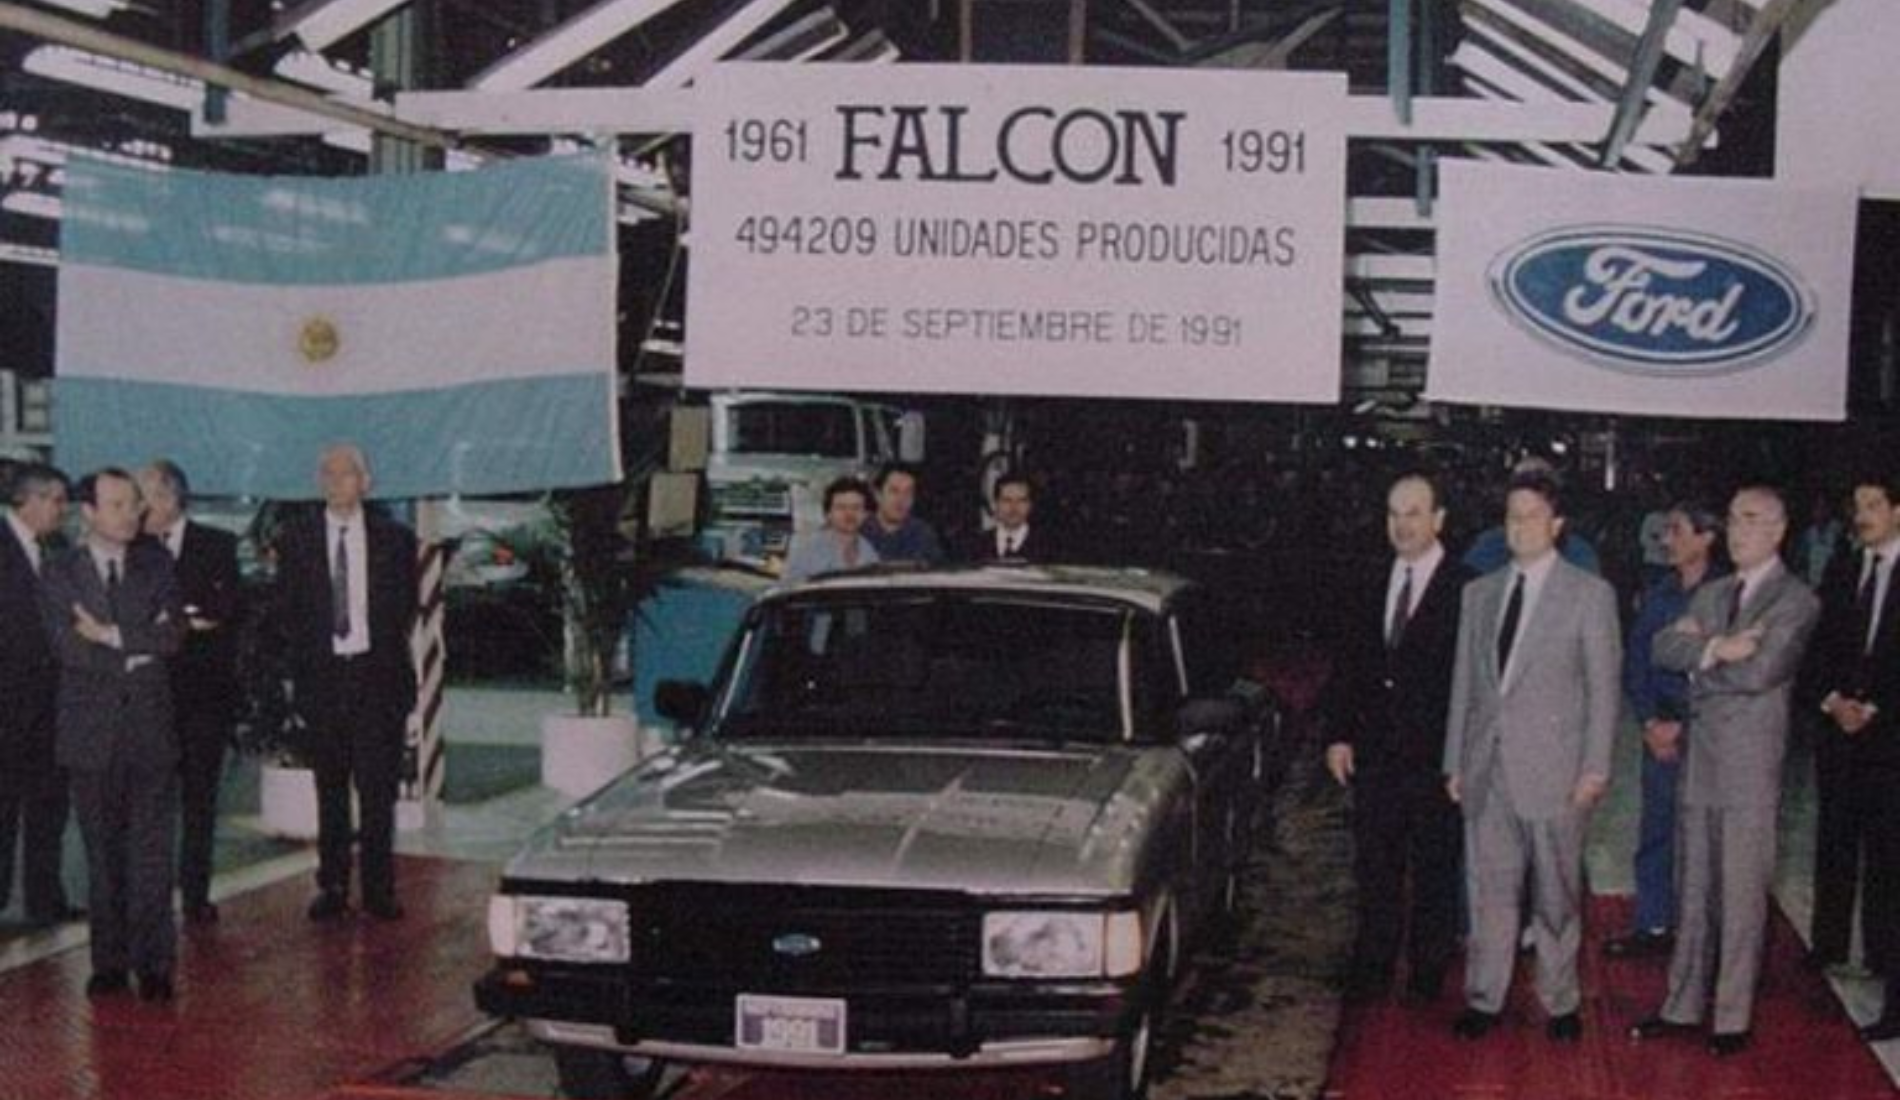 1961 FALCON 1991
494209 UNIDADES PRODUCIDAS
23 DE SEPTIEMBRE DE 1991
Ford